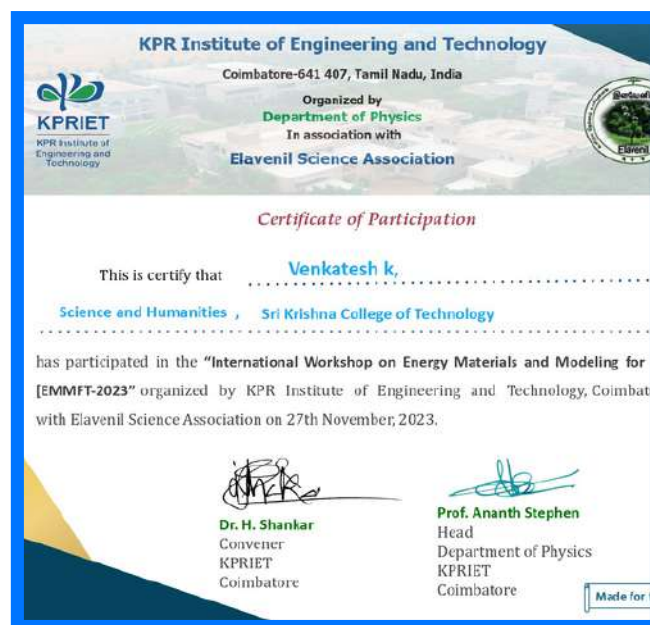 KPR Institute of Engineering and Technology
Coimbatore-641 407, Tamil Nadu, India
Organized by
Department of Physics
In association with
Elavenil Science Association
KPRIET
KPR Institute of
Engineering and
Technology
Elavenil
Certificate of Participation
This is certify that Venkatesh k,
Science and Humanities , Sri Krishna College of Technology
has participated in the “International Workshop on Energy Materials and Modeling for
[EMMFT-2023” organized by KPR Institute of Engineering and Technology, Coimbat
with Elavenil Science Association on 27th November, 2023.
Dr. H. Shankar
Convener
KPRIET
Coimbatore
Prof. Ananth Stephen
Head
Department of Physics
KPRIET
Coimbatore
Made for